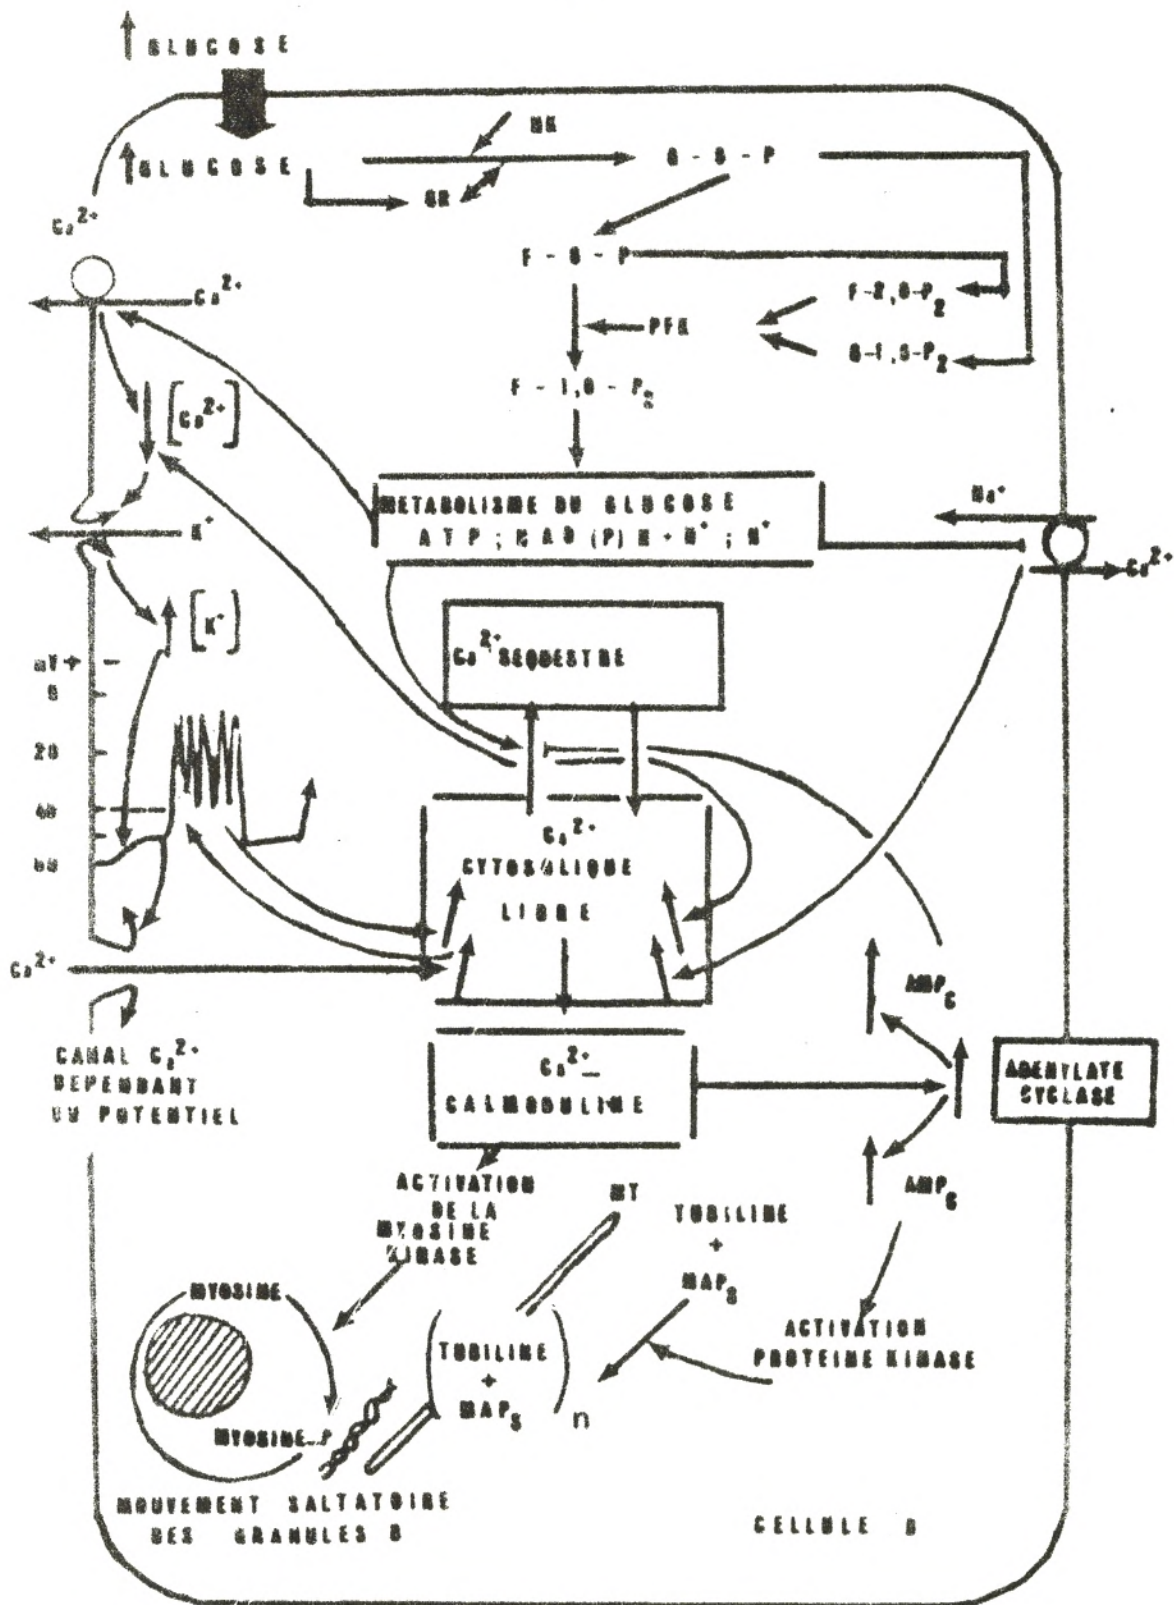 GLUCOSE
GLUCOSE
HK
G - 6 - P
GK
Ca2+
F - 6 - P
Ca2+
F-2,6-P2
PFK
G-1,6-P2
F - 1,6 - P2
[Ca2+]
METABOLISME DU GLUCOSE
ATP ; NAD (P) H + H+ ; H+
Na+
K+
Ca2+
[K+]
Ca2+ SEQUESTRE
mV +
0
20
40
60
Ca2+
CYTOSOLIQUE
LIBRE
Ca2+
AMPC
CANAL Ca2+
DEPENDANT
DU POTENTIEL
Ca2+ _
CALMODULINE
ADENYLATE
CYCLASE
AMPC
ACTIVATION
DE LA
MYOSINE
KINASE
MT
TUBILINE
+
MAPS
MYOSINE
TUBILINE
+
MAPS
n
ACTIVATION
PROTEINE KINASE
MYOSINE-P
MOUVEMENT SALTATOIRE
DES GRANULES B
CELLULE B